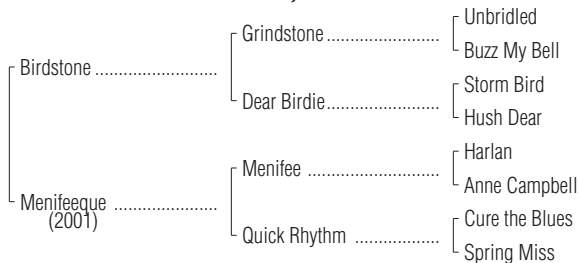 Unbridled
Grindstone ..............................
Buzz My Bell
Birdstone ................................
Storm Bird
Dear Birdie..............................
Hush Dear
Harlan
Menifee ...................................
Anne Campbell
Menifeeque ............................
(2001)
Cure the Blues
Quick Rhythm ......................
Spring Miss